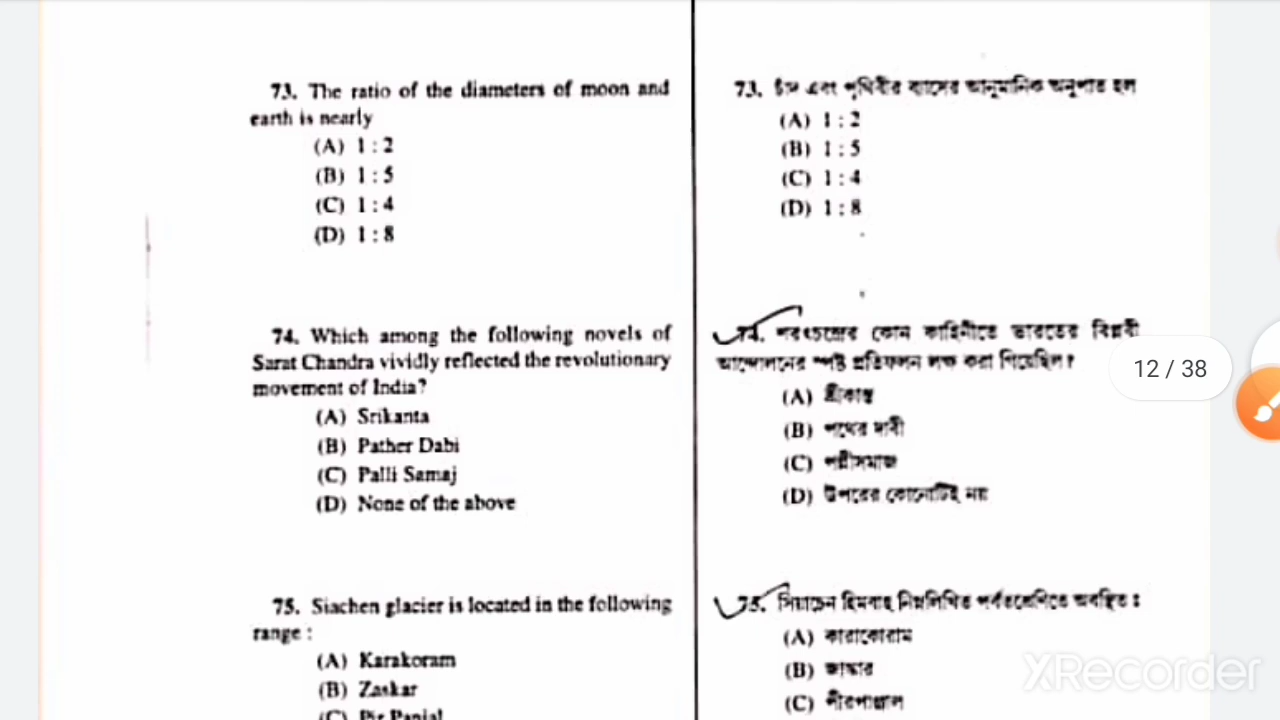 73. The ratio of the diameters of moon and
earth is nearly
(A) 1 : 2
(B) 1 : 5
(C) 1 : 4
(D) 1 : 8
74. Which among the following novels of
Sarat Chandra vividly reflected the revolutionary
movement of India?
(A) Srikanta
(B) Pather Dabi
(C) Palli Samaj
(D) None of the above
75. Siachen glacier is located in the following
range :
(A) Karakoram
(B) Zaskar
(C) Pir Panjal
73. চাঁদ এবং পৃথিবীর ব্যাসের আনুমানিক অনুপাত হল
(A) 1 : 2
(B) 1 : 5
(C) 1 : 4
(D) 1 : 8
74. শরৎচন্দ্রের কোন কাহিনীতে ভারতের বিপ্লবী
আন্দোলনের স্পষ্ট প্রতিফলন লক্ষ করা গিয়েছিল?
(A) শ্রীকান্ত
(B) পথের দাবী
(C) পল্লীসমাজ
(D) উপরের কোনোটিই নয়
75. সিয়াচেন হিমবাহ নিম্নলিখিত পর্বতশ্রেণিতে অবস্থিত :
(A) কারাকোরাম
(B) জাস্কার
(C) পীরপাঞ্জাল
12 / 38
XRecorder